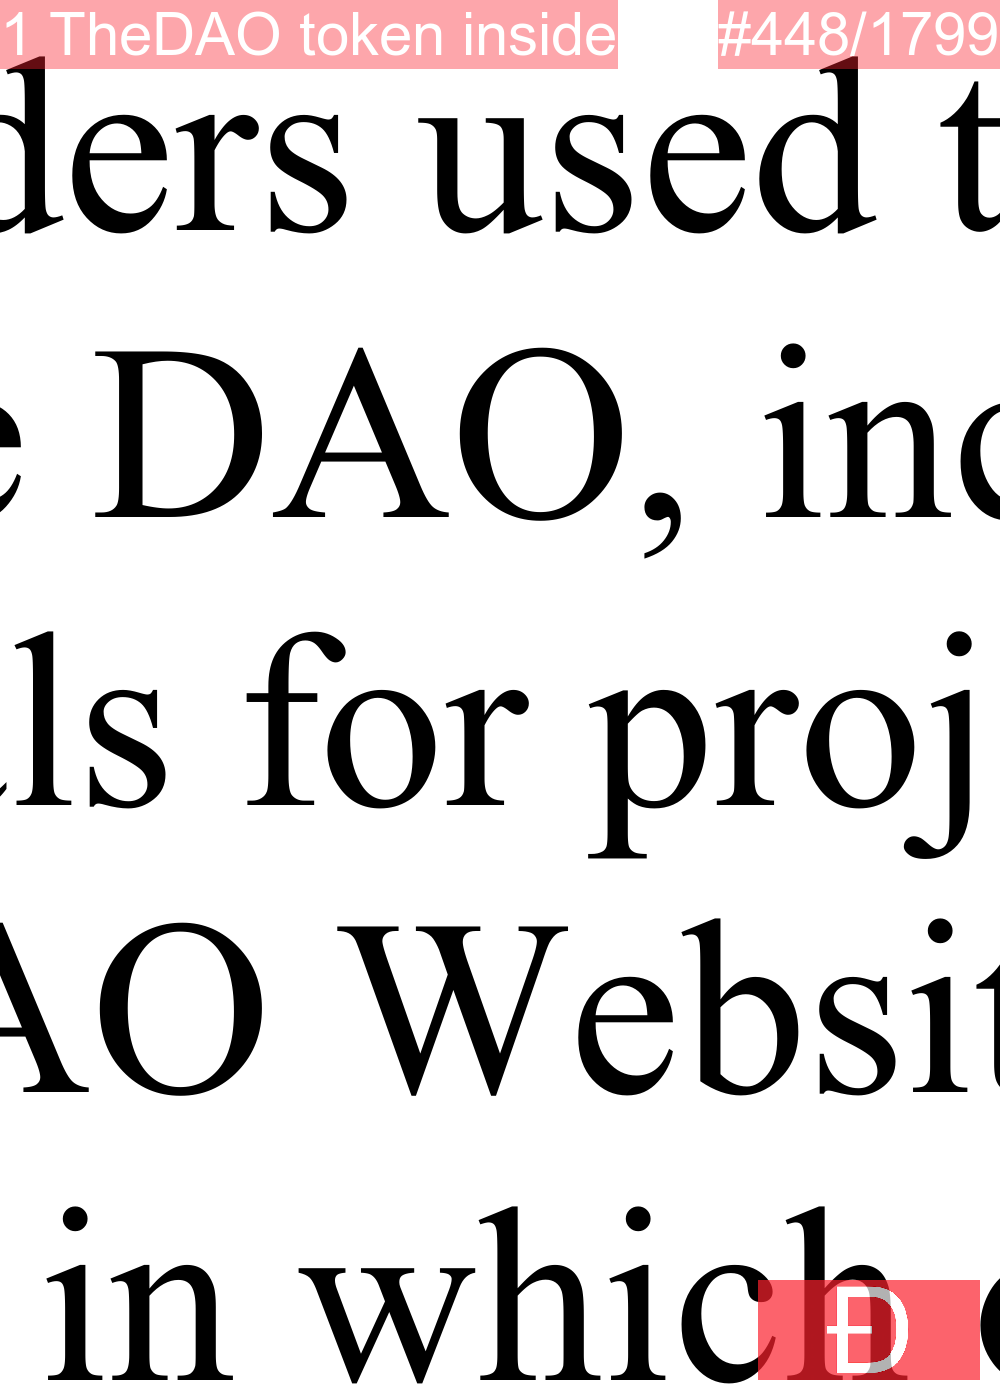 1 TheDAO token inside #448/1799
ders used t
e DAO, inc
ls for proj
AO Websit
in which
Đ